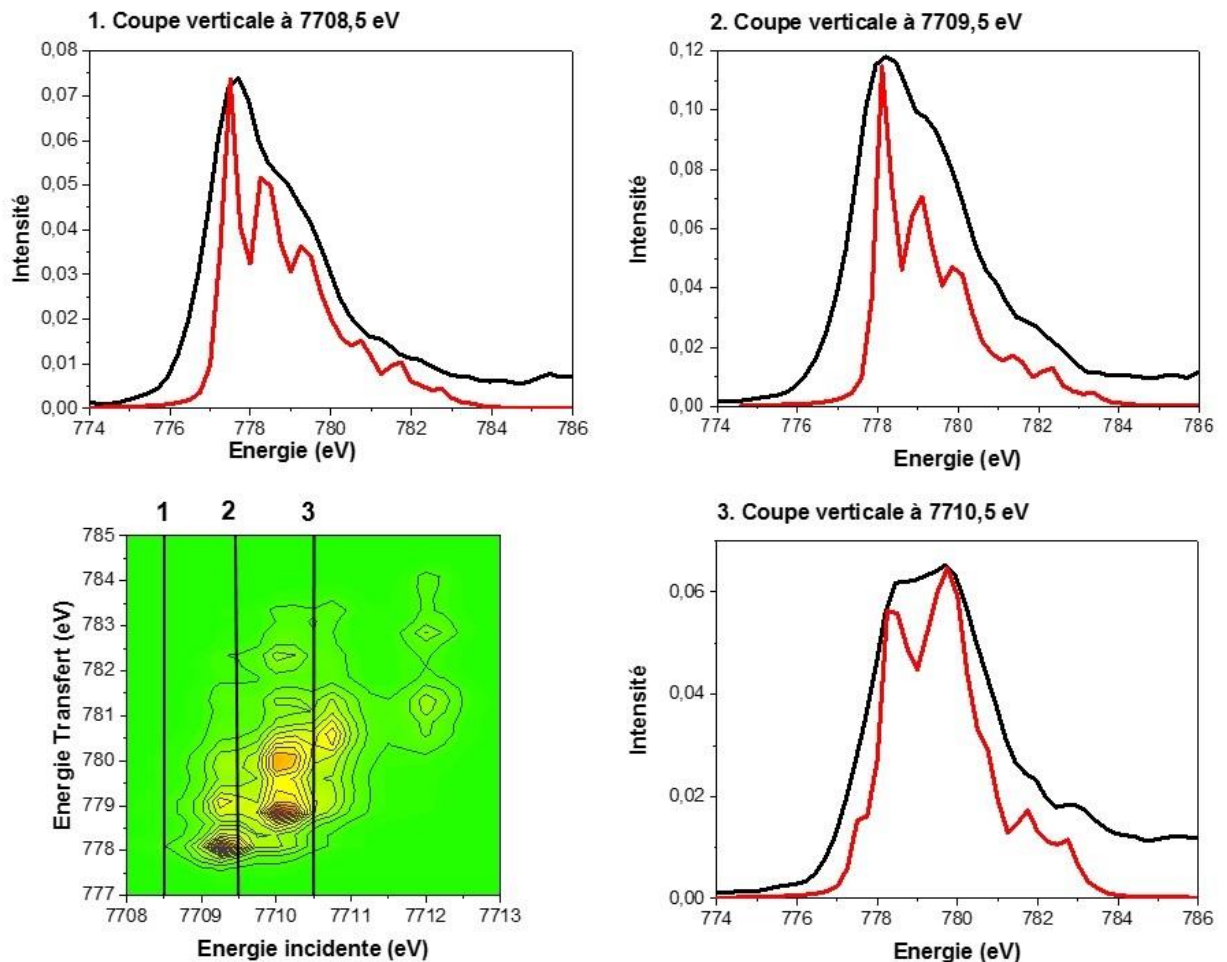 1. Coupe verticale à 7708,5 eV
0,08
0,07
0,06
0,05
0,04
0,03
0,02
0,01
0,00
Intensité
774 776 778 780 782 784 786
Energie (eV)
2. Coupe verticale à 7709,5 eV
0,12
0,10
0,08
0,06
0,04
0,02
0,00
Intensité
774 776 778 780 782 784 786
Energie (eV)
1 2 3
785
784
783
782
781
780
779
778
777
Energie Transfert (eV)
7708 7709 7710 7711 7712 7713
Energie incidente (eV)
3. Coupe verticale à 7710,5 eV
0,06
0,04
0,02
0,00
Intensité
774 776 778 780 782 784 786
Energie (eV)